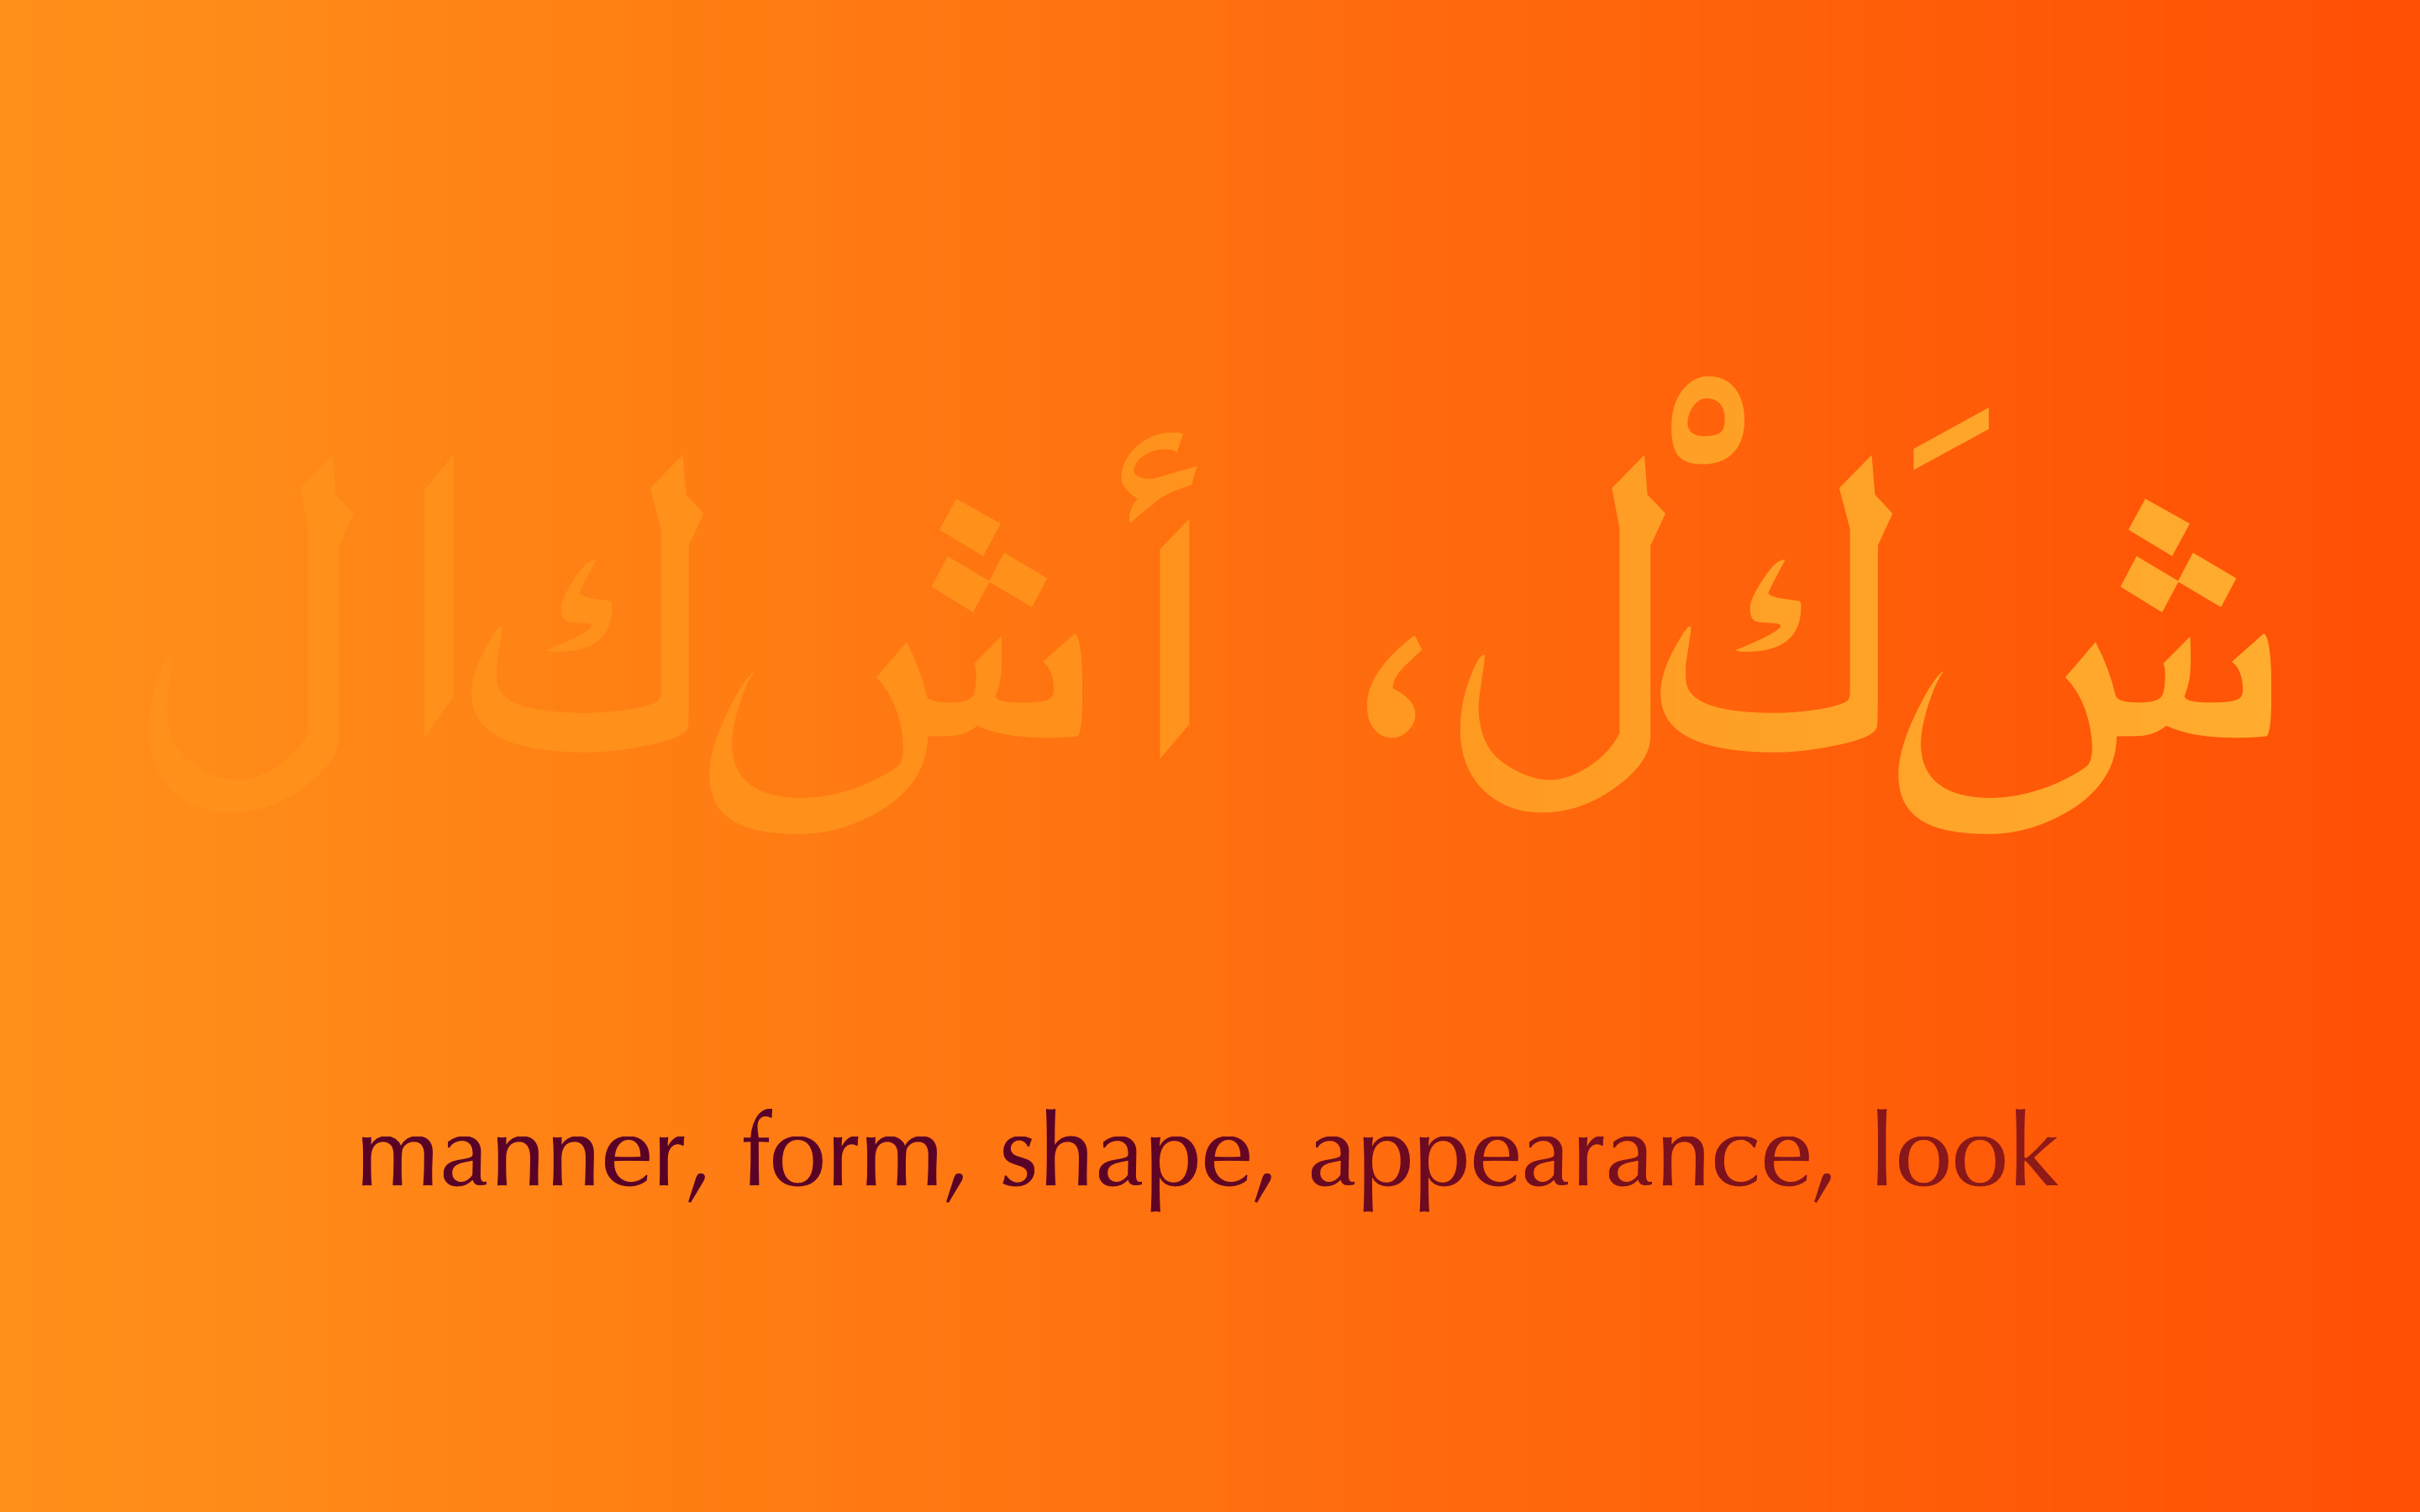 شَكْل، أشكال
manner, form, shape, appearance, look